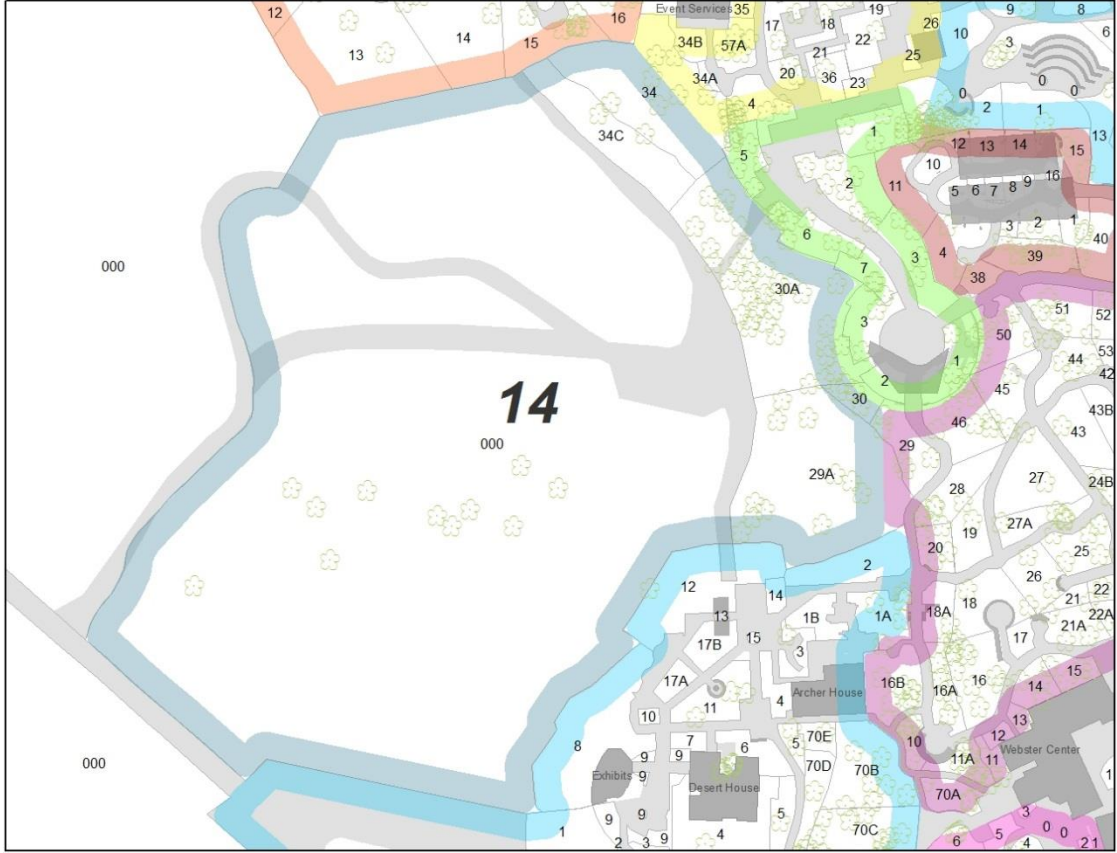 Event Services 35
12 16 19 26 9 8
15 17 18
14 34B 57A 22 10 6
13 21 25 3
34A 20 36 23 0
34 4 0 2 1 0
34C 5 1 13
12 13 14 15
10 16
2 11 5 6 7 8 9
3 2 1
6 4 40
7 3 39
000 38
30A 51
3 50 52
1 44 53
2 45 42
14 30 46 43B
000 29 43
29A 28 27 24B
19 27A
2 20 25
12 26
14 18A 18 21 22
13 1B 1A 22A
15 17 21A
17B 3
17A 16B 16A 16 15
11 4 Archer House 14
10 13
8 7 6 5 70E 10 12
9 9 11A 11 Webster Center
000 Exhibits 9 70D 70B 1
Desert House 70A
9 9 5 3
1 4 70C 5 0 0
2 3 9 6 4 2 1